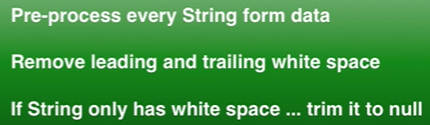 Pre-process every String form data
Remove leading and trailing white space
If String only has white space ... trim it to null